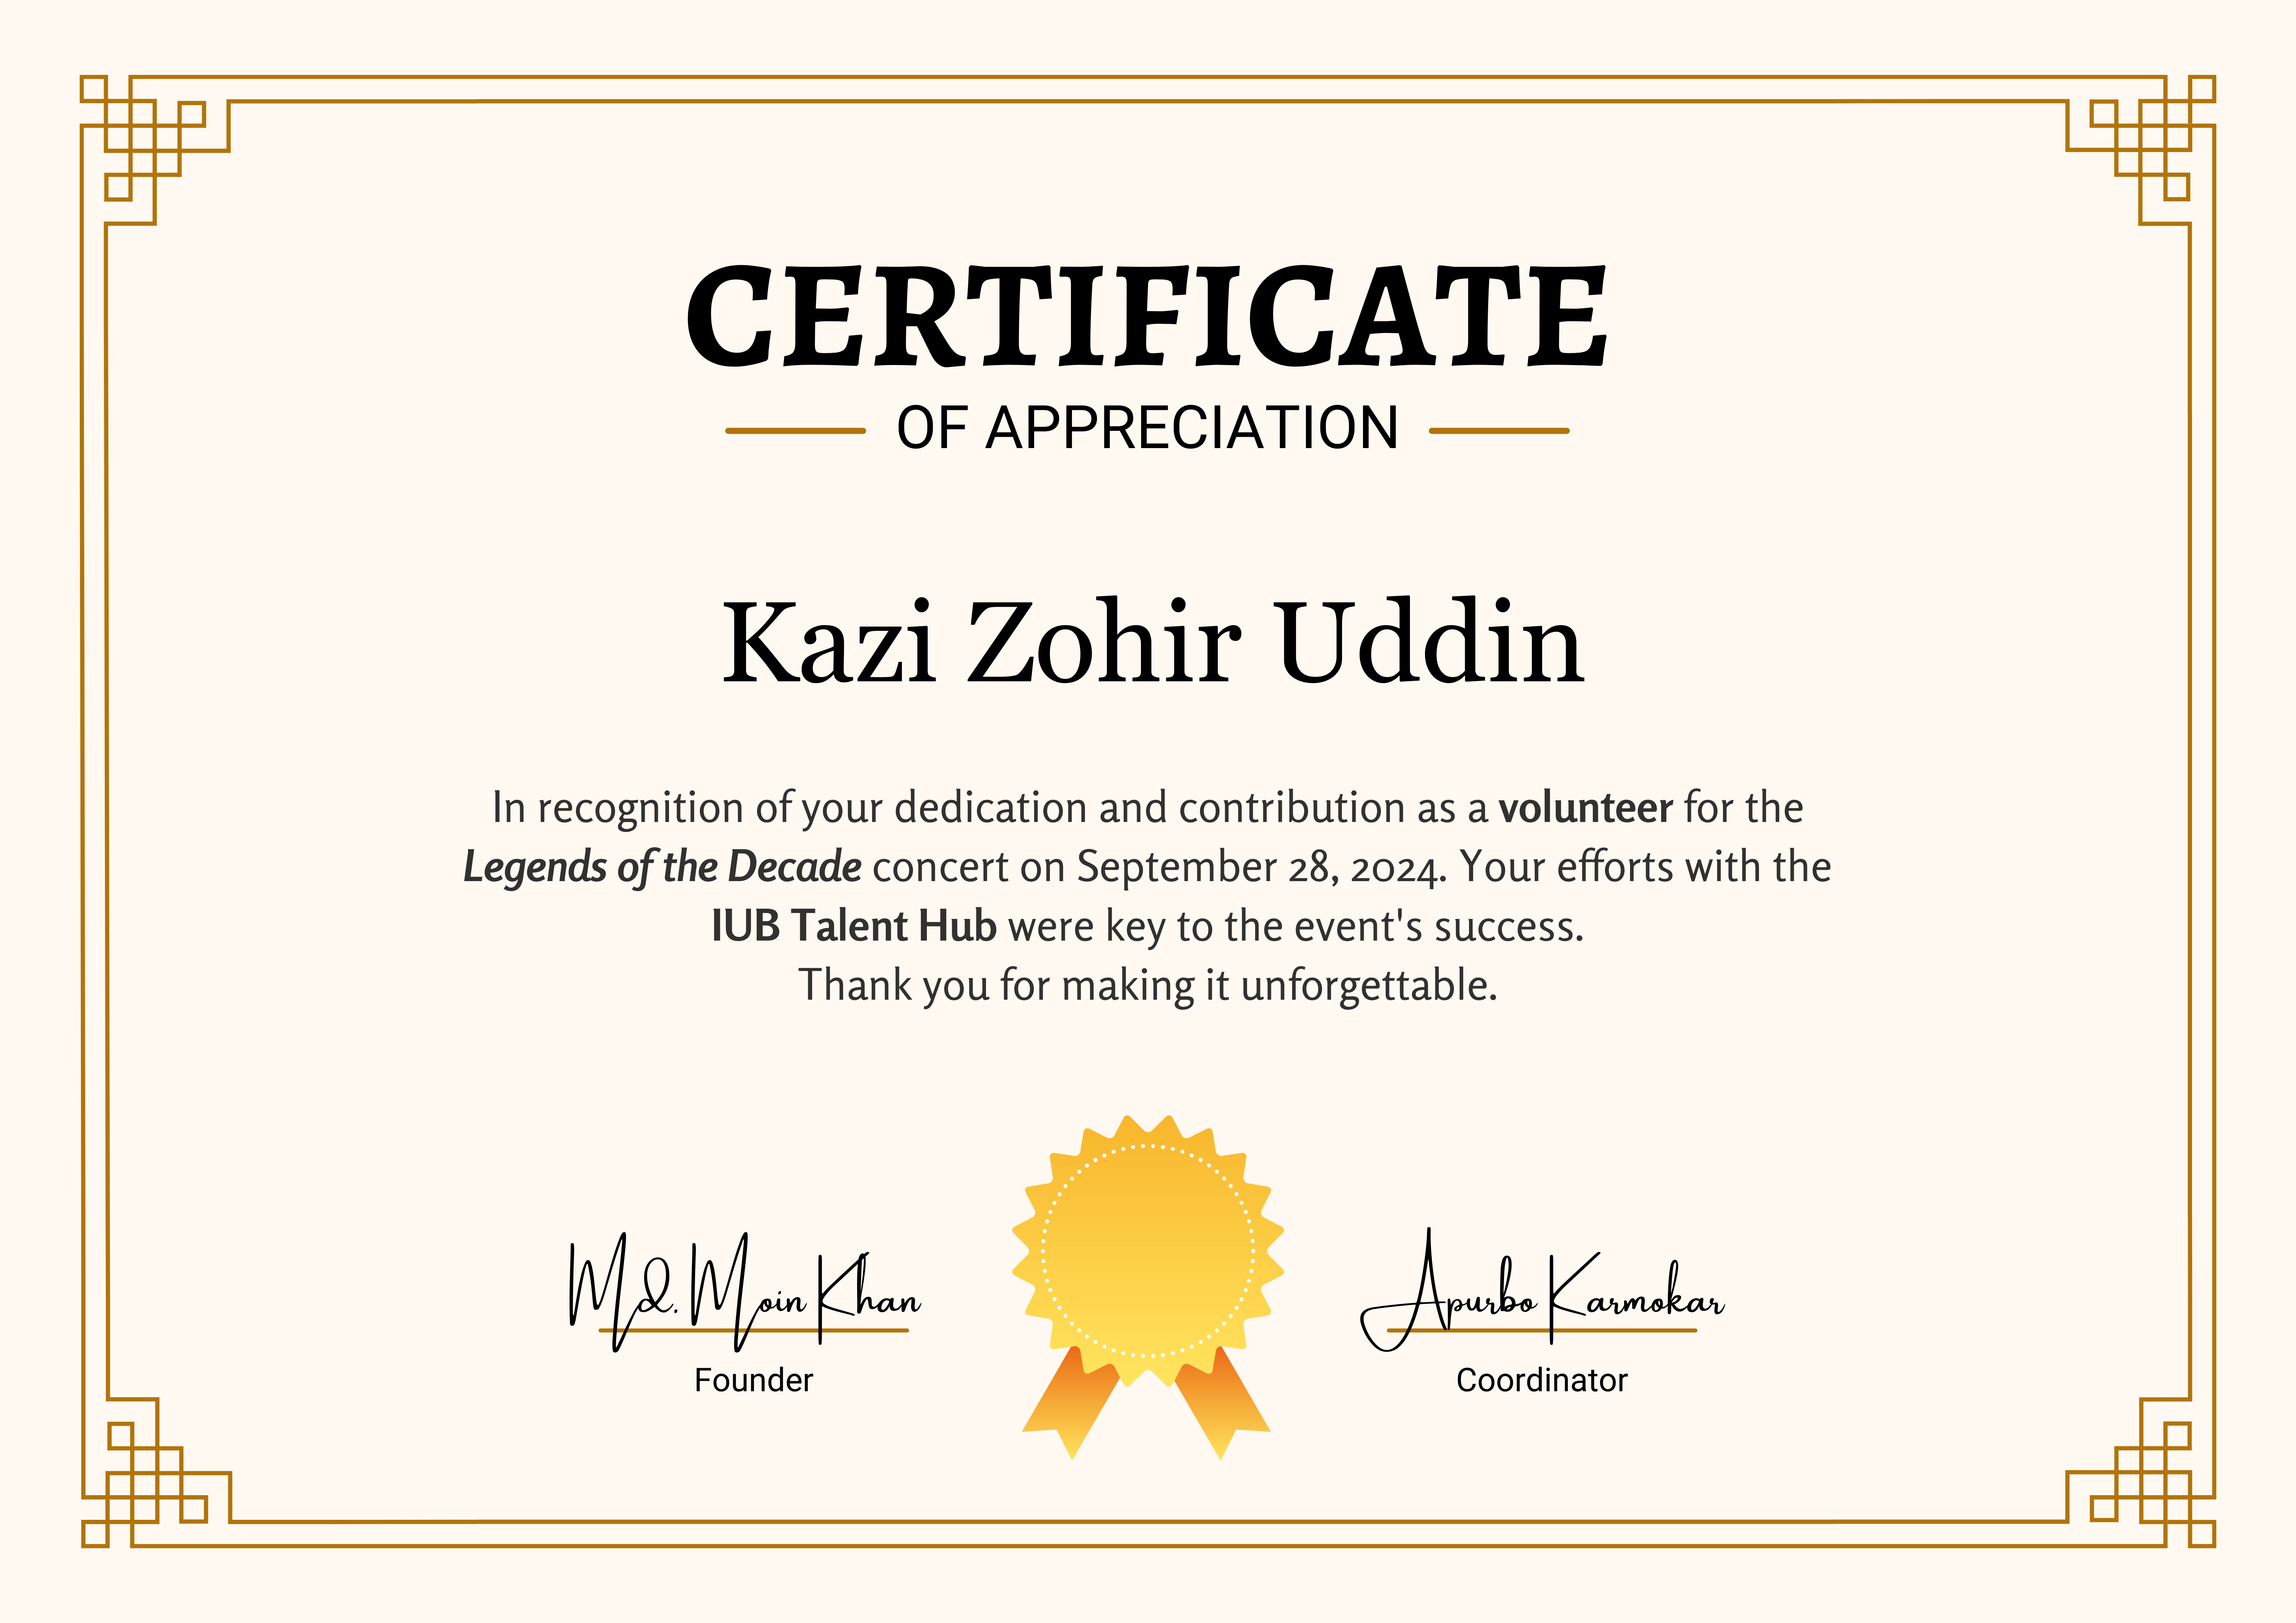 CERTIFICATE
OF APPRECIATION
Kazi Zohir Uddin
In recognition of your dedication and contribution as a volunteer for the
Legends of the Decade concert on September 28, 2024. Your efforts with the
IUB Talent Hub were key to the event's success.
Thank you for making it unforgettable.
Md. Moin Khan
Founder
Apurbo Karmokar
Coordinator